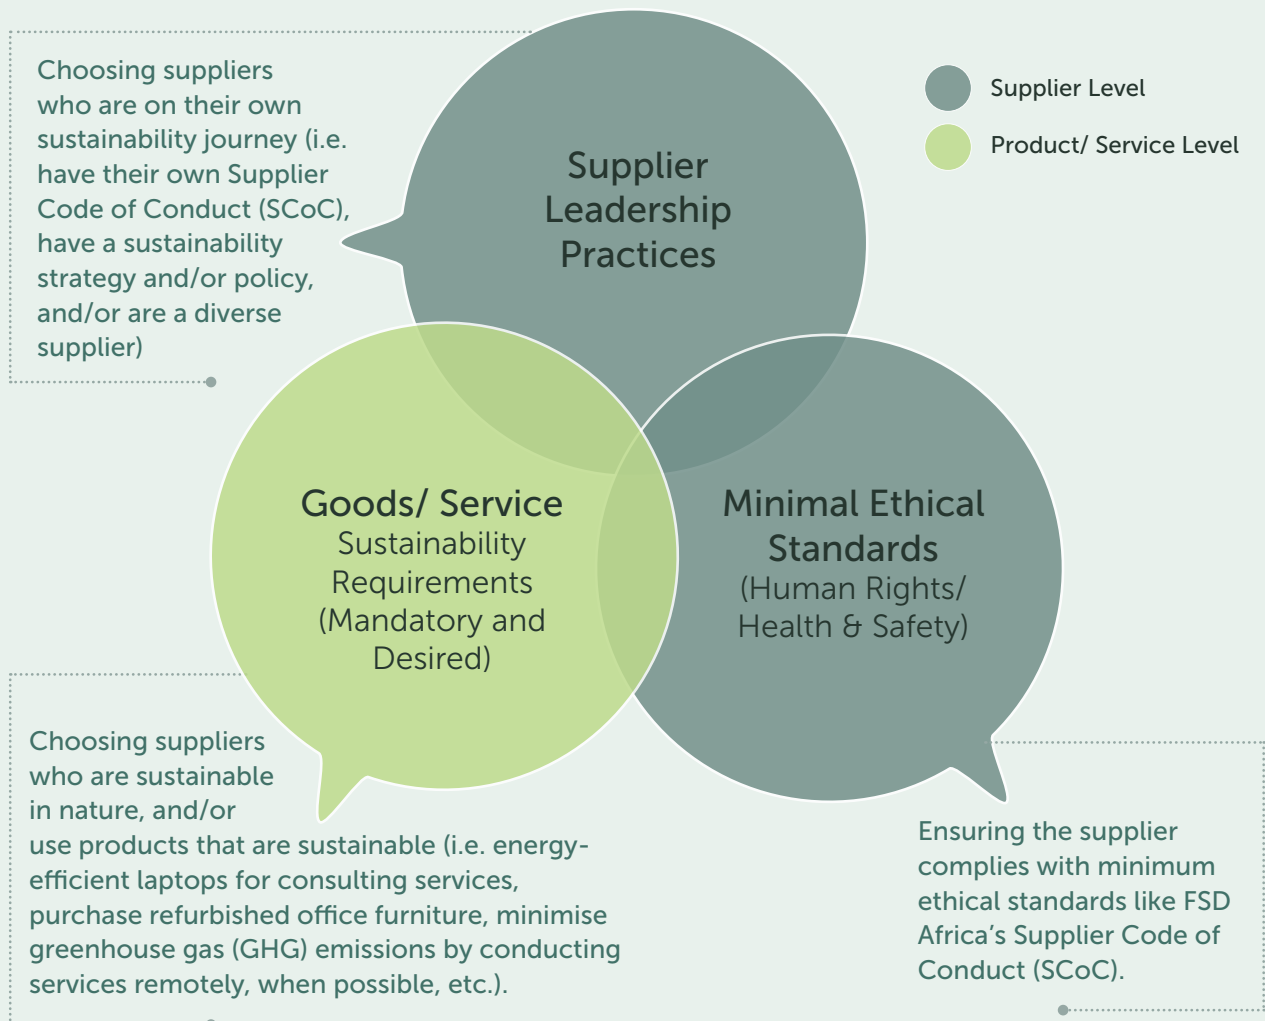 Choosing suppliers
who are on their own
sustainability journey (i.e.
have their own Supplier
Code of Conduct (SCoC),
have a sustainability
strategy and/or policy,
and/or are a diverse
supplier)
Supplier
Leadership
Practices
Supplier Level
Product/ Service Level
Goods/ Service
Sustainability
Requirements
(Mandatory and
Desired)
Minimal Ethical
Standards
(Human Rights/
Health & Safety)
Choosing suppliers
who are sustainable
in nature, and/or
use products that are sustainable (i.e. energy-
efficient laptops for consulting services,
purchase refurbished office furniture, minimise
greenhouse gas (GHG) emissions by conducting
services remotely, when possible, etc.).
Ensuring the supplier
complies with minimum
ethical standards like FSD
Africa's Supplier Code of
Conduct (SCoC).